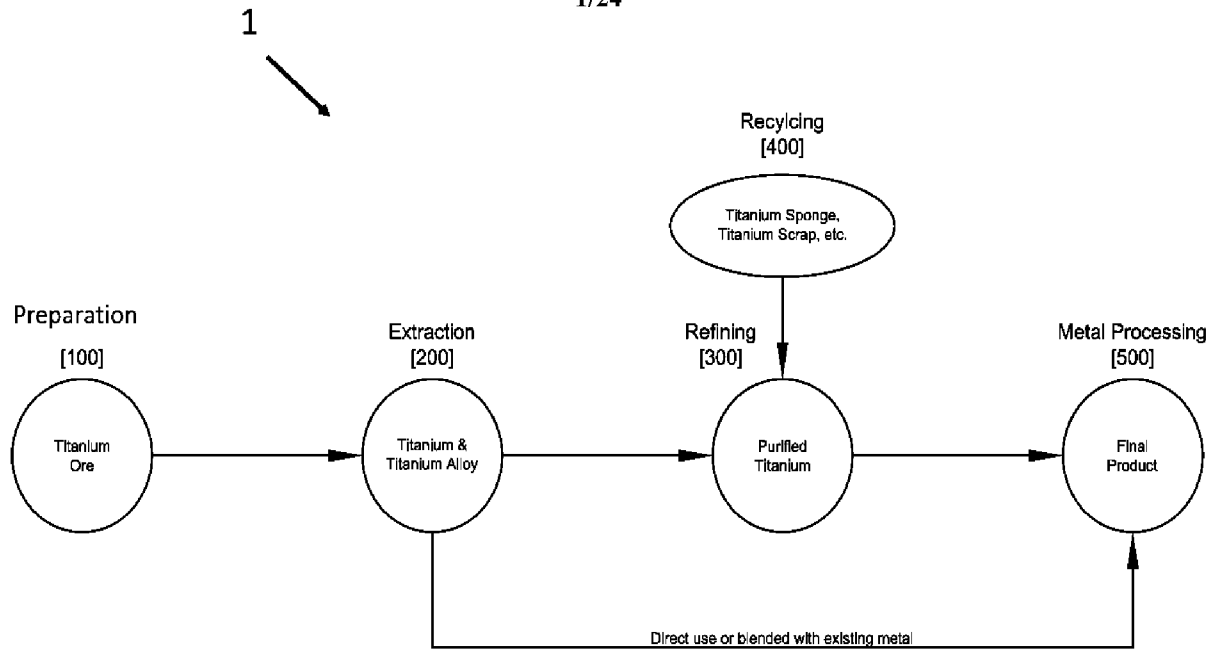 1/24
1
Recylcing
[400]
Titanium Sponge,
Titanium Scrap, etc.
Preparation
[100]
Titanium
Ore
Extraction
[200]
Titanium &
Titanium Alloy
Refining
[300]
Purified
Titanium
Metal Processing
[500]
Final
Product
Direct use or blended with existing metal